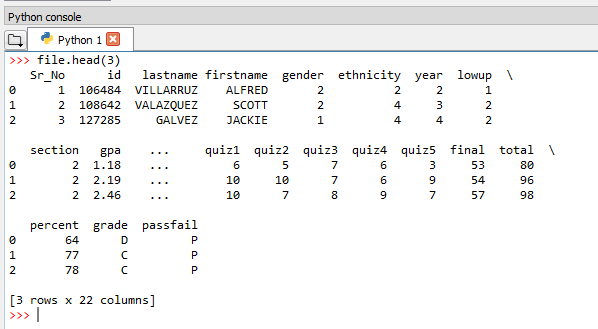 Python console
Python 1
>>> file.head(3)
   Sr_No      id    lastname firstname  gender  ethnicity  year  lowup  \
0      1  106484  VILLARRUZ    ALFRED       2          2     2      1
1      2  108642  VALAZQUEZ     SCOTT       2          4     3      2
2      3  127285     GALVEZ    JACKIE       1          4     4      2
   section   gpa    ...     quiz1  quiz2  quiz3  quiz4  quiz5  final  total  \
0        2  1.18    ...         6      5      7      6      3     53     80
1        2  2.19    ...        10     10      7      6      9     54     96
2        2  2.46    ...        10      7      8      9      7     57     98
   percent  grade  passfail
0       64      D         P
1       77      C         P
2       78      C         P
[3 rows x 22 columns]
>>>